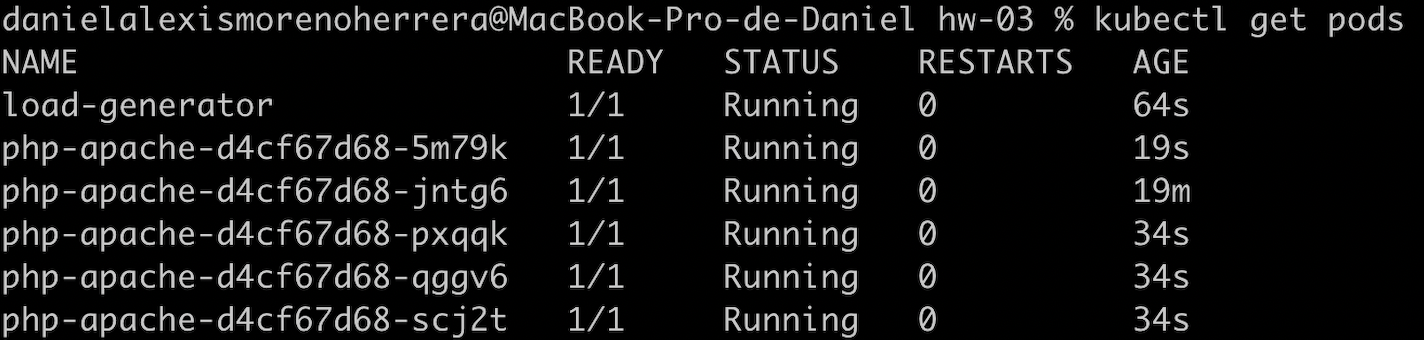 danielalexismorenoherrera@MacBook-Pro-de-Daniel hw-03 % kubectl get pods
NAME READY STATUS RESTARTS AGE
load-generator 1/1 Running 0 64s
php-apache-d4cf67d68-5m79k 1/1 Running 0 19s
php-apache-d4cf67d68-jntg6 1/1 Running 0 19m
php-apache-d4cf67d68-pxqqk 1/1 Running 0 34s
php-apache-d4cf67d68-qggv6 1/1 Running 0 34s
php-apache-d4cf67d68-scj2t 1/1 Running 0 34s